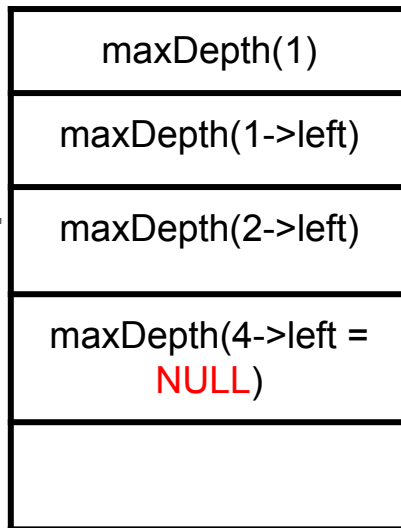 maxDepth(1)
maxDepth(1->left)
maxDepth(2->left)
maxDepth(4->left =
NULL)